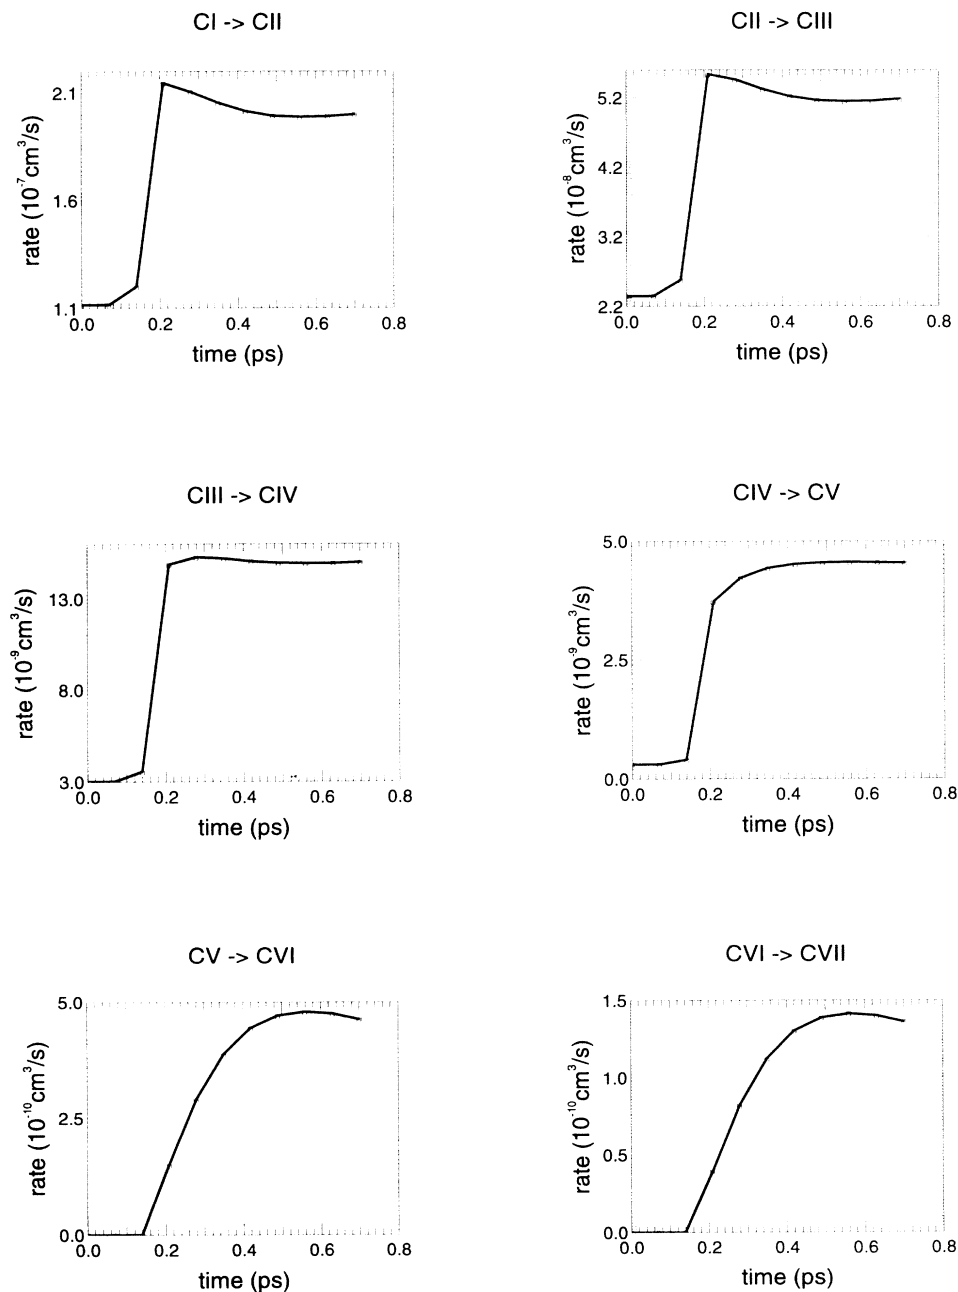 CI -> CII
CII -> CIII
rate (10⁻⁷cm³/s)
2.1
1.6
1.1
0.0 0.2 0.4 0.6 0.8
time (ps)
rate (10⁻⁸cm³/s)
5.2
4.2
3.2
2.2
0.0 0.2 0.4 0.6 0.8
time (ps)
CIII -> CIV
CIV -> CV
rate (10⁻⁹cm³/s)
13.0
8.0
3.0
0.0 0.2 0.4 0.6 0.8
time (ps)
rate (10⁻⁹cm³/s)
5.0
2.5
0.0
0.0 0.2 0.4 0.6 0.8
time (ps)
CV -> CVI
CVI -> CVII
rate (10⁻¹⁰cm³/s)
5.0
2.5
0.0
0.0 0.2 0.4 0.6 0.8
time (ps)
rate (10⁻¹⁰cm³/s)
1.5
1.0
0.5
0.0
0.0 0.2 0.4 0.6 0.8
time (ps)